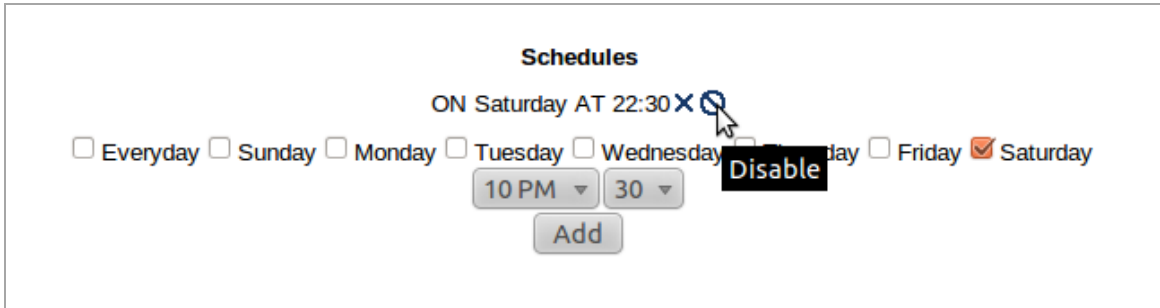 Schedules
ON Saturday AT 22:30
Everyday Sunday Monday Tuesday Wednesday Friday Saturday
Disable
10 PM 30
Add